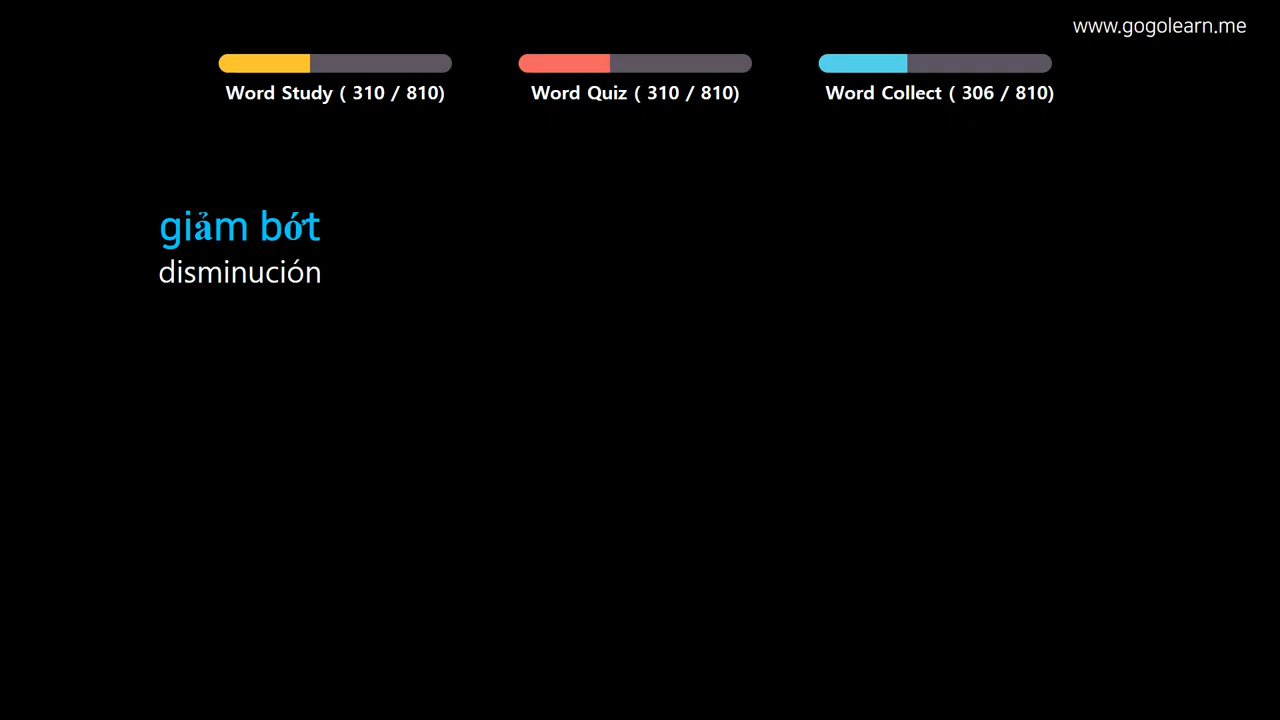 www.gogolearn.me
Word Study ( 310 / 810)
Word Quiz ( 310 / 810)
Word Collect ( 306 / 810)
giảm bớt
disminución